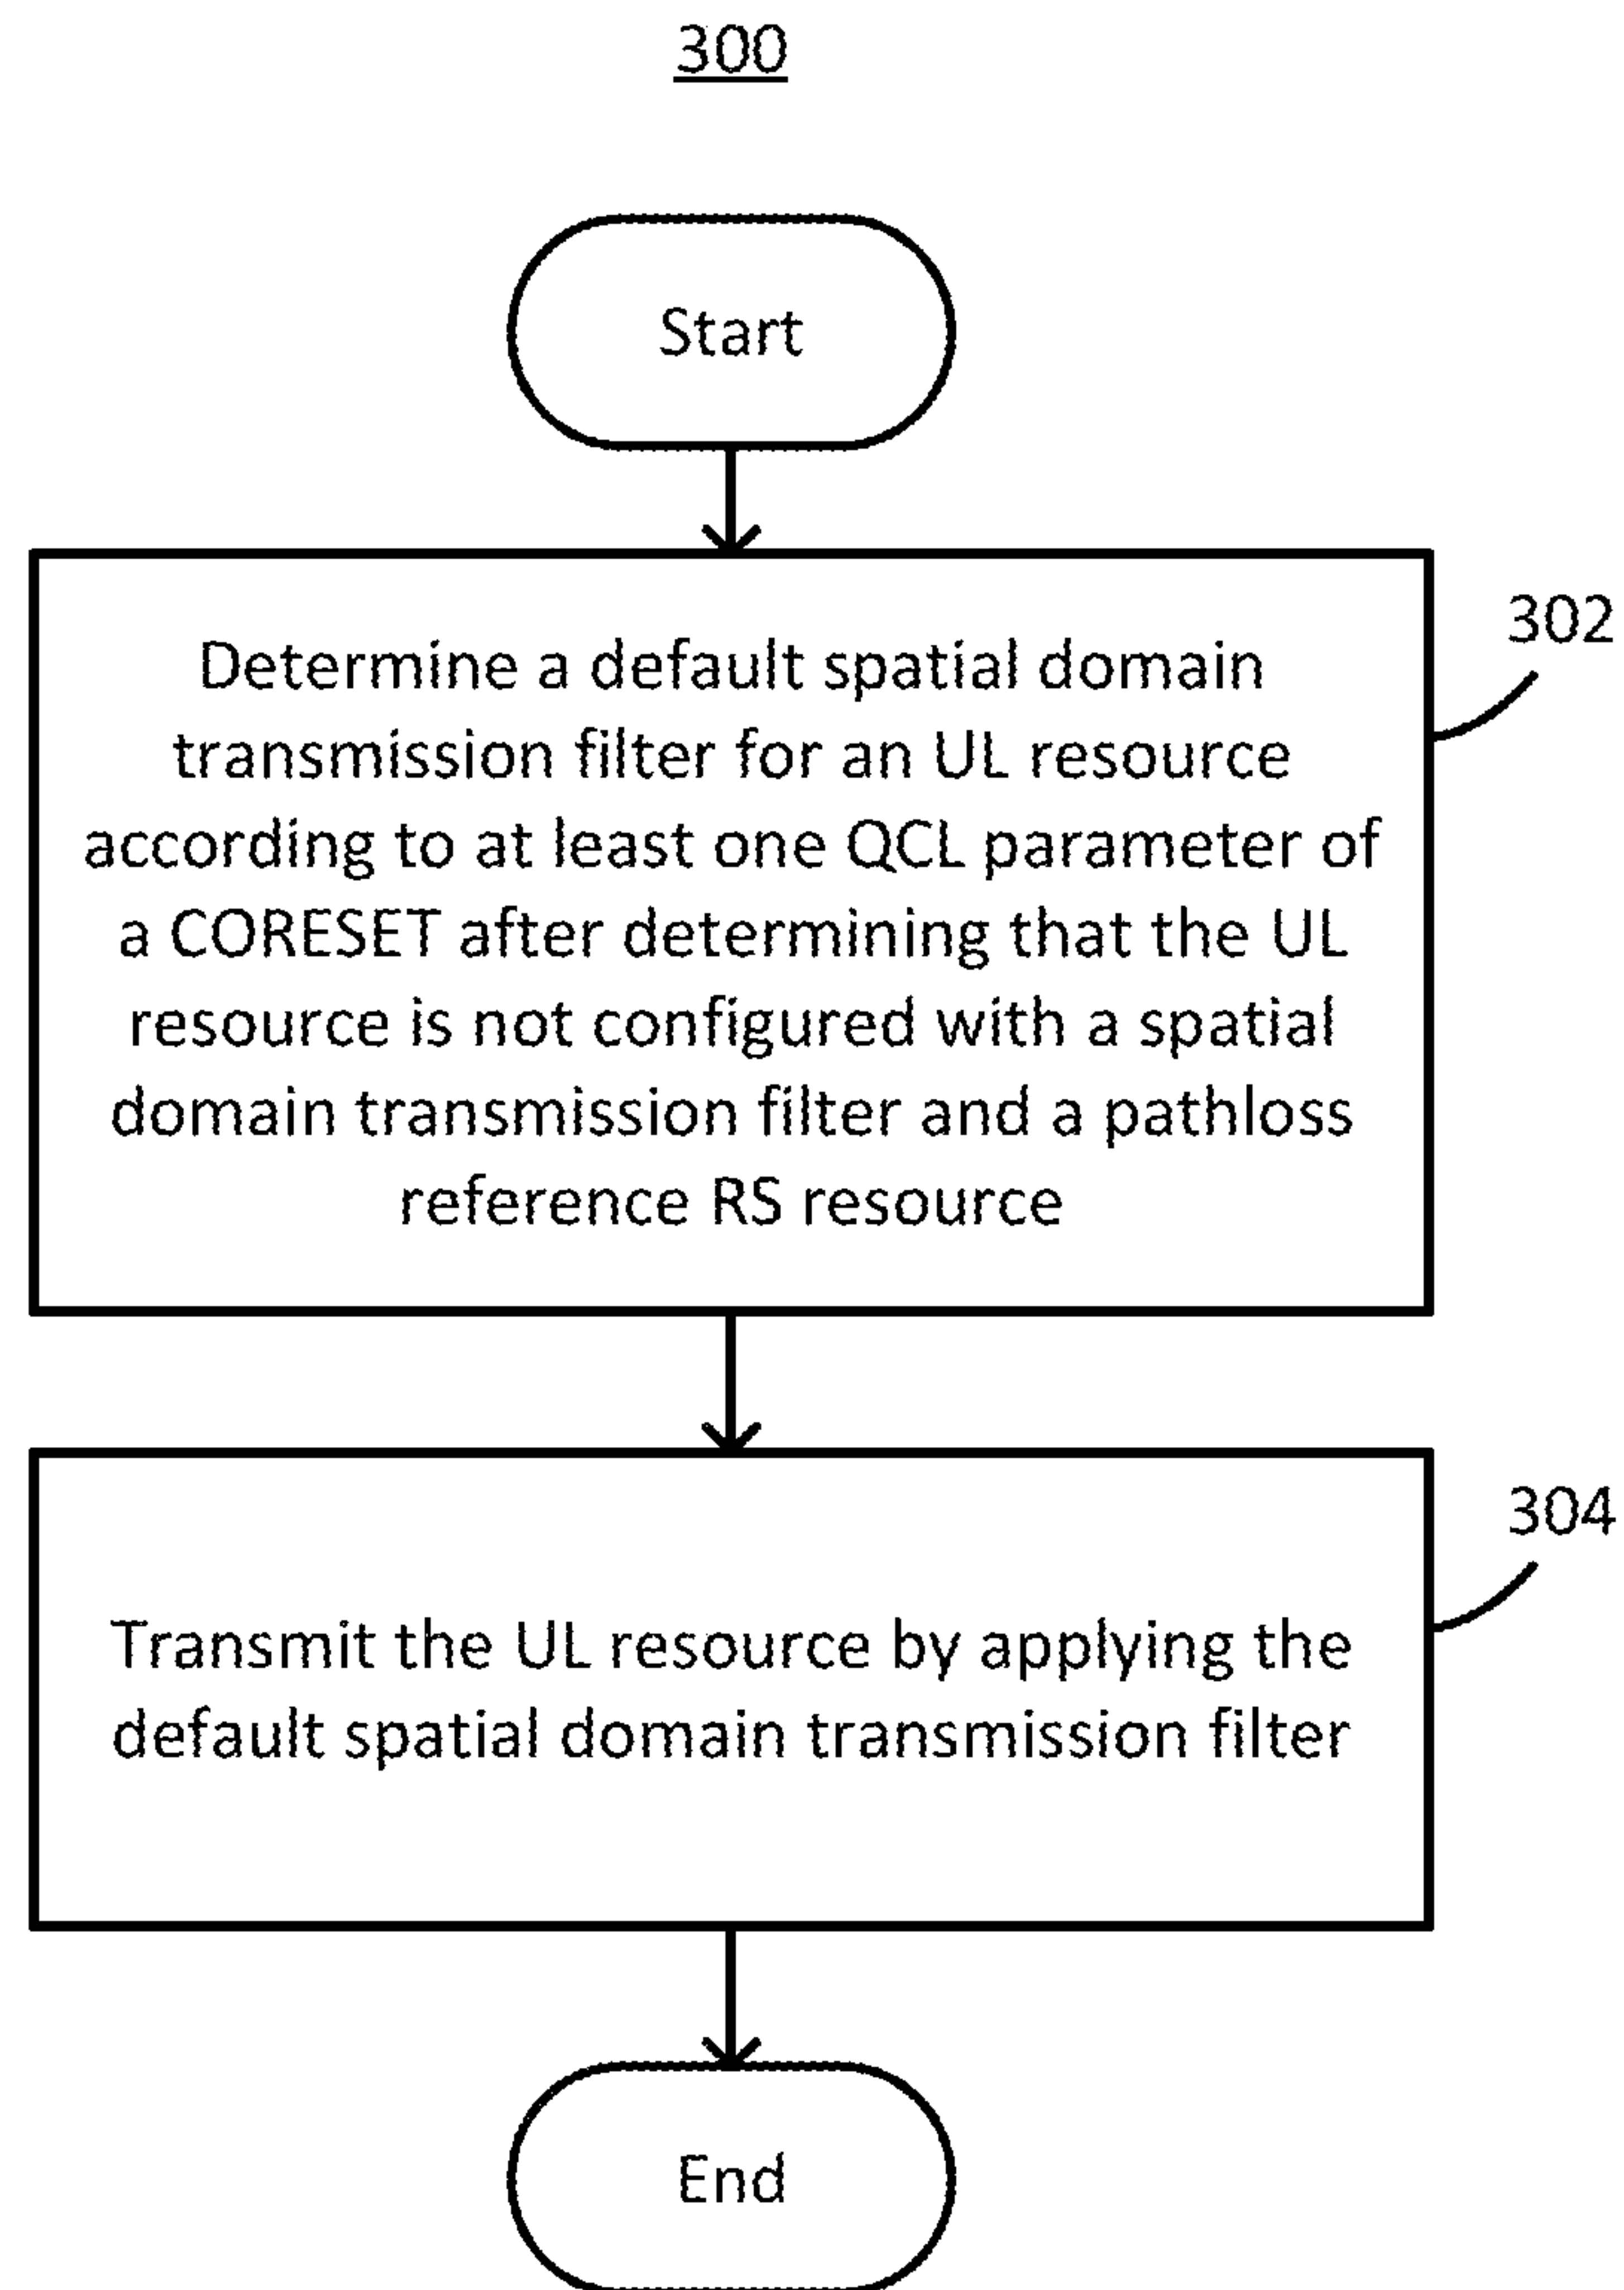 300
Start
302
Determine a default spatial domain
transmission filter for an UL resource
according to at least one QCL parameter of
a CORESET after determining that the UL
resource is not configured with a spatial
domain transmission filter and a pathloss
reference RS resource
304
Transmit the UL resource by applying the
default spatial domain transmission filter
End